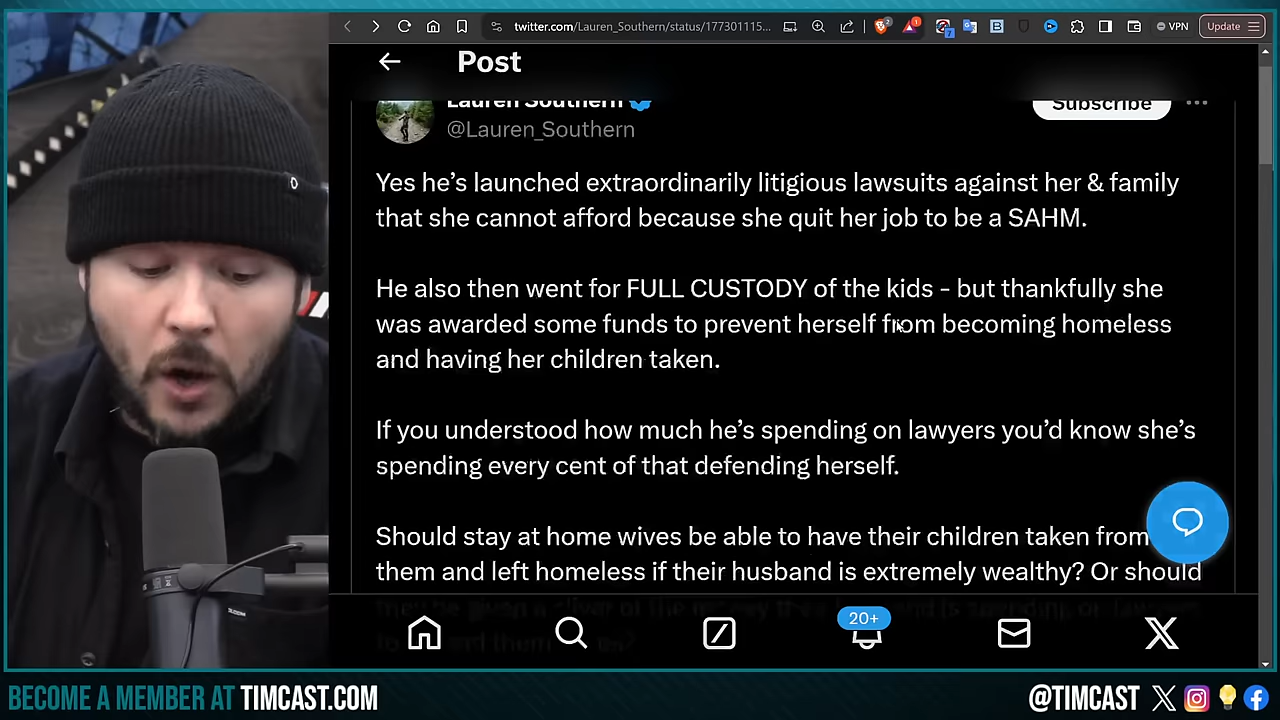 twitter.com/Lauren_Southern/status/177301115...
2
1
7
VPN
Update
Post
Lauren Southern
Subscribe
@Lauren_Southern
Yes he’s launched extraordinarily litigious lawsuits against her & family
that she cannot afford because she quit her job to be a SAHM.
He also then went for FULL CUSTODY of the kids - but thankfully she
was awarded some funds to prevent herself from becoming homeless
and having her children taken.
If you understood how much he’s spending on lawyers you’d know she’s
spending every cent of that defending herself.
Should stay at home wives be able to have their children taken from
them and left homeless if their husband is extremely wealthy? Or should
20+
BECOME A MEMBER AT TIMCAST.COM
@TIMCAST